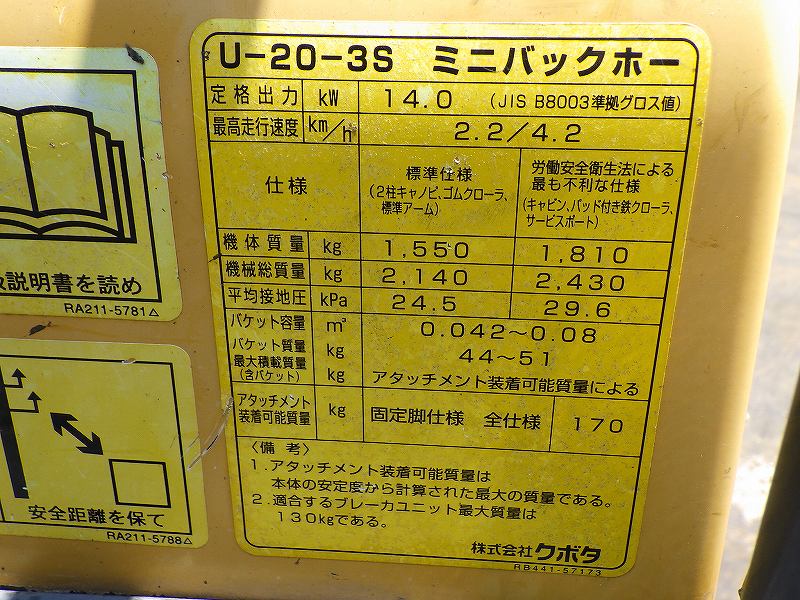 U-20-3S ミニバックホー
定格出力 kW 14.0 (JIS B8003準拠グロス値)
最高走行速度 km/h 2.2/4.2
仕様
標準仕様
(2柱キャノピ、ゴムクローラ、
標準アーム)
労働安全衛生法による
最も不利な仕様
(キャビン、パッド付き鉄クローラ、
サービスポート)
機体質量 kg 1,550 1,810
機械総質量 kg 2,140 2,430
平均接地圧 kPa 24.5 29.6
バケット容量 m³ 0.042～0.08
バケット質量 kg 44～51
最大積載質量
(含バケット) kg アタッチメント装着可能質量による
アタッチメント
装着可能質量 kg 固定脚仕様 全仕様 170
〈備考〉
1.アタッチメント装着可能質量は
本体の安定度から計算された最大の質量である。
2.適合するブレーカユニット最大質量は
130kgである。
株式会社クボタ
RB441-57173
説明書を読め
RA211-5781△
安全距離を保て
RA211-5788△